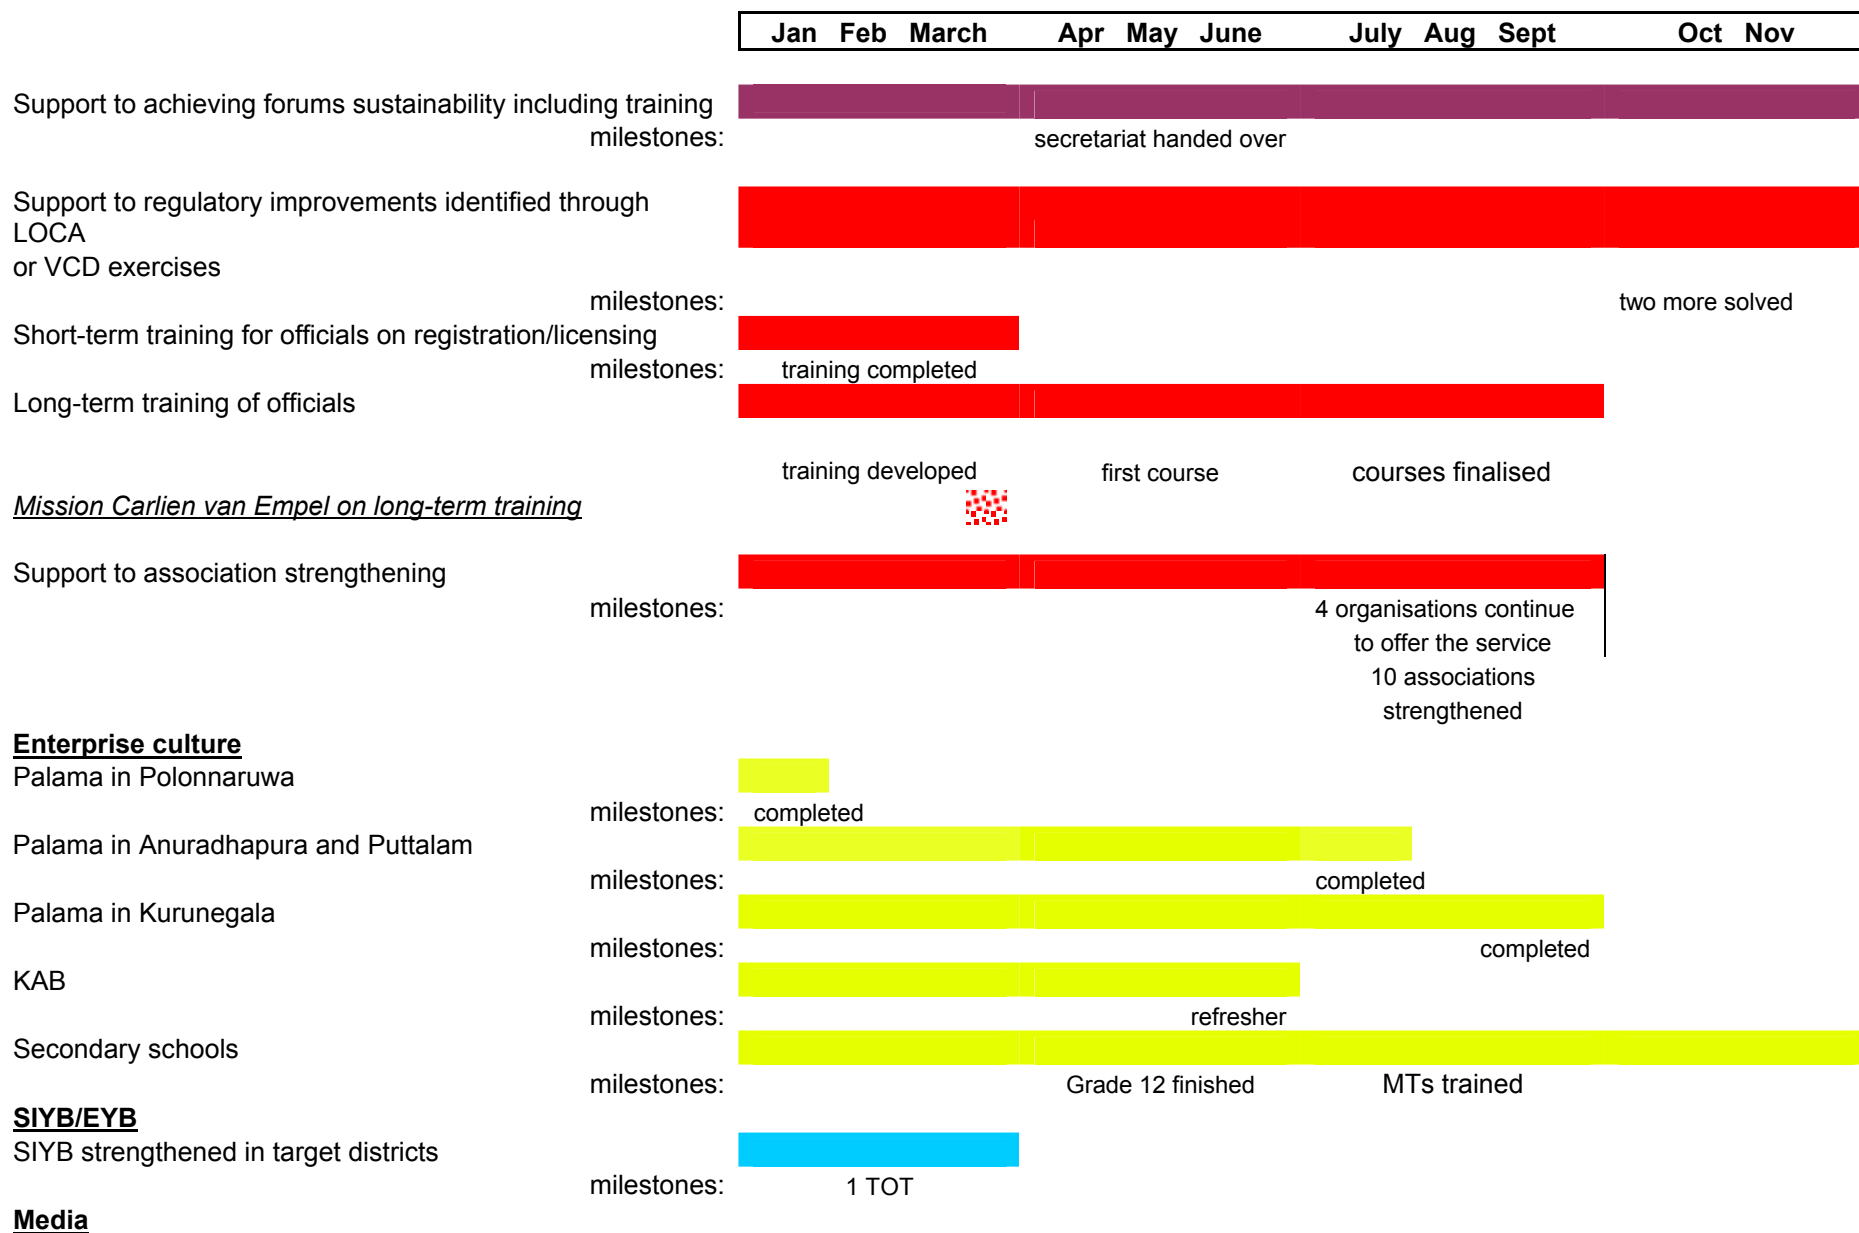 Jan Feb March Apr May June July Aug Sept Oct Nov
Support to achieving forums sustainability including training
milestones: secretariat handed over
Support to regulatory improvements identified through
LOCA
or VCD exercises
milestones: two more solved
Short-term training for officials on registration/licensing
milestones: training completed
Long-term training of officials
training developed first course courses finalised
Mission Carlien van Empel on long-term training
Support to association strengthening
milestones: 4 organisations continue
to offer the service
10 associations
strengthened
Enterprise culture
Palama in Polonnaruwa
milestones: completed
Palama in Anuradhapura and Puttalam
milestones: completed
Palama in Kurunegala
milestones: completed
KAB
milestones: refresher
Secondary schools
milestones: Grade 12 finished MTs trained
SIYB/EYB
SIYB strengthened in target districts
milestones: 1 TOT
Media